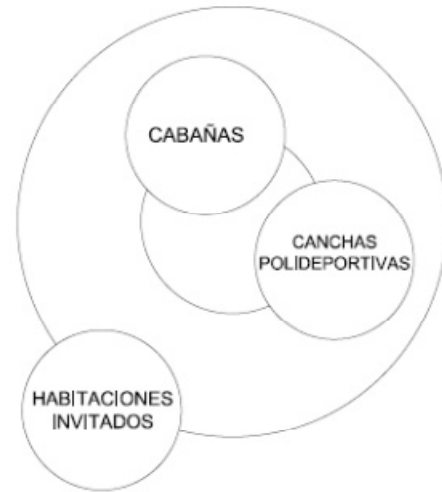 CABAÑAS
CANCHAS
POLIDEPORTIVAS
HABITACIONES
INVITADOS